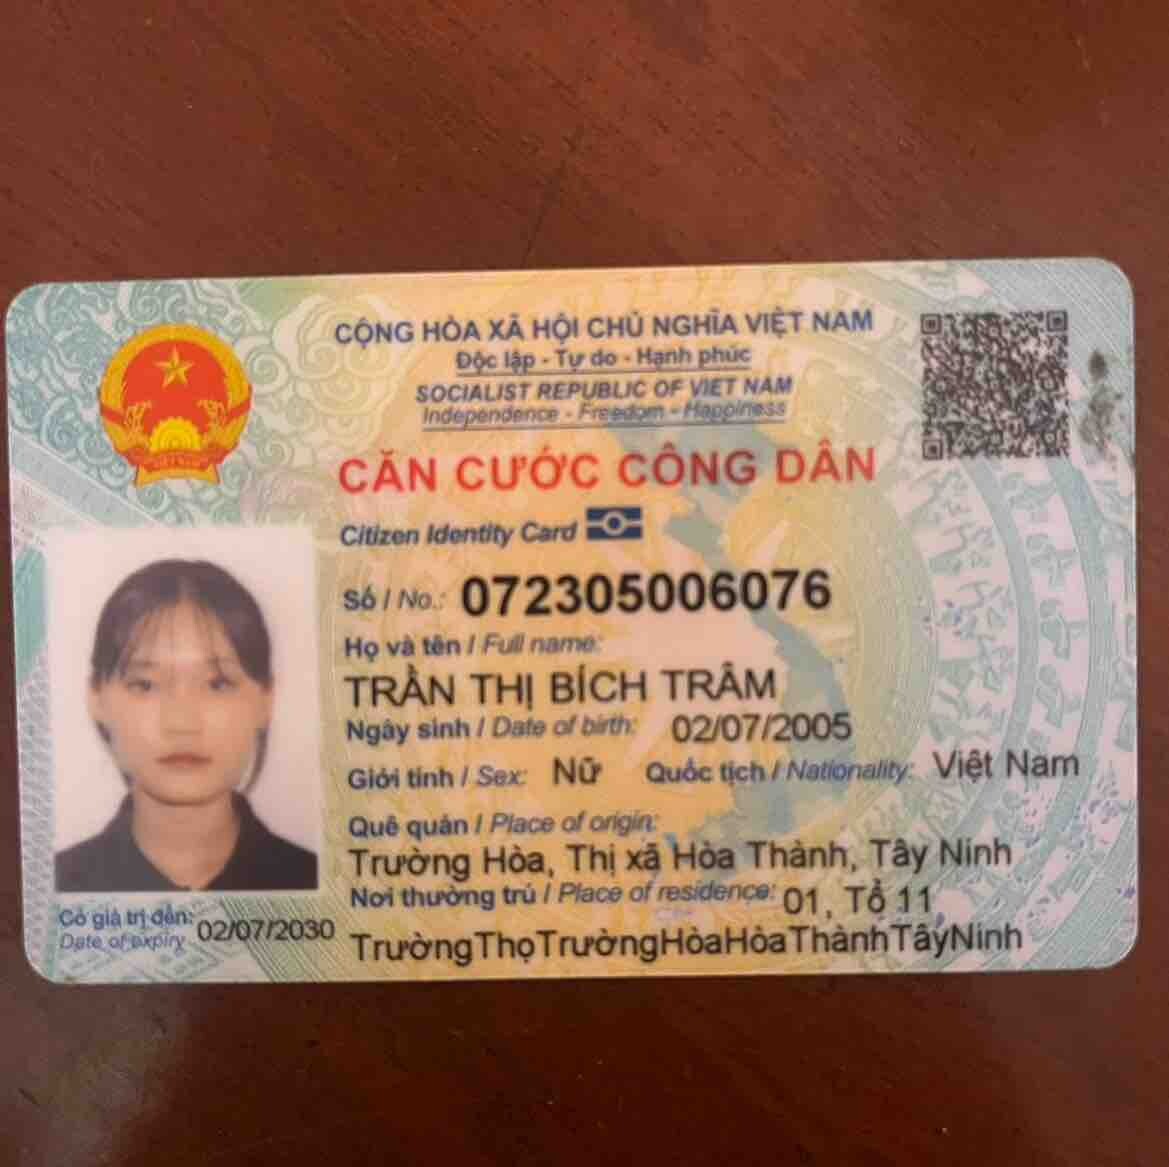 CỘNG HÒA XÃ HỘI CHỦ NGHĨA VIỆT NAM
Độc lập - Tự do - Hạnh phúc
SOCIALIST REPUBLIC OF VIET NAM
Independence - Freedom - Happiness
CĂN CƯỚC CÔNG DÂN
Citizen Identity Card
Số / No.: 072305006076
Họ và tên / Full name:
TRẦN THỊ BÍCH TRÂM
Ngày sinh / Date of birth: 02/07/2005
Giới tính / Sex: Nữ Quốc tịch / Nationality: Việt Nam
Quê quán / Place of origin:
Trường Hòa, Thị xã Hòa Thành, Tây Ninh
Nơi thường trú / Place of residence: 01, Tổ 11
TrườngThọTrườngHòaHòaThànhTâyNinh
Có giá trị đến: 02/07/2030
Date of expiry